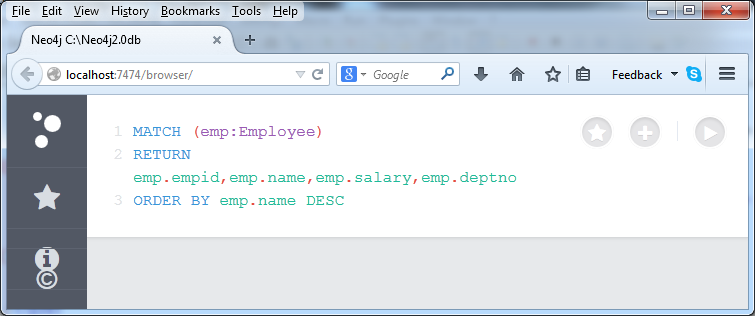 File Edit View History Bookmarks Tools Help
Neo4j C:\Neo4j2.0db
localhost:7474/browser/
Google
Feedback
1 MATCH (emp:Employee)
2 RETURN
emp.empid,emp.name,emp.salary,emp.deptno
3 ORDER BY emp.name DESC